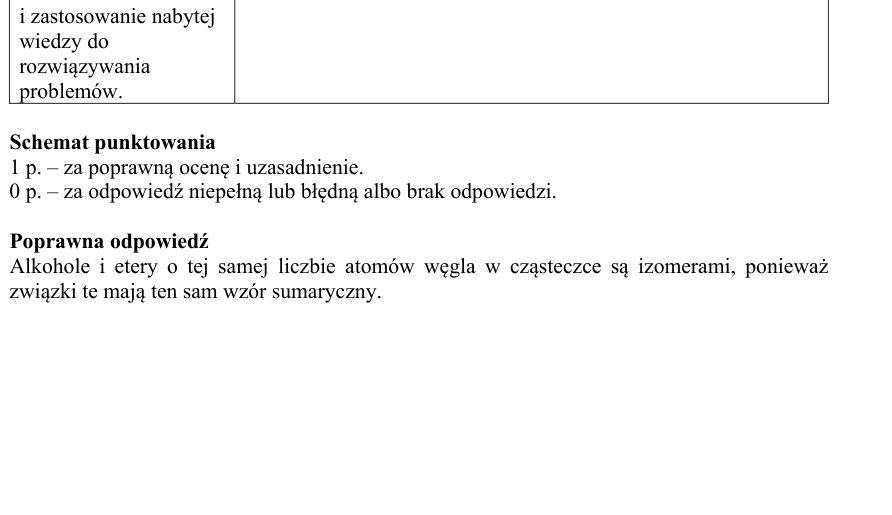 i zastosowanie nabytej
wiedzy do
rozwiązywania
problemów.
Schemat punktowania
1 p. – za poprawną ocenę i uzasadnienie.
0 p. – za odpowiedź niepełną lub błędną albo brak odpowiedzi.
Poprawna odpowiedź
Alkohole i etery o tej samej liczbie atomów węgla w cząsteczce są izomerami, ponieważ
związki te mają ten sam wzór sumaryczny.